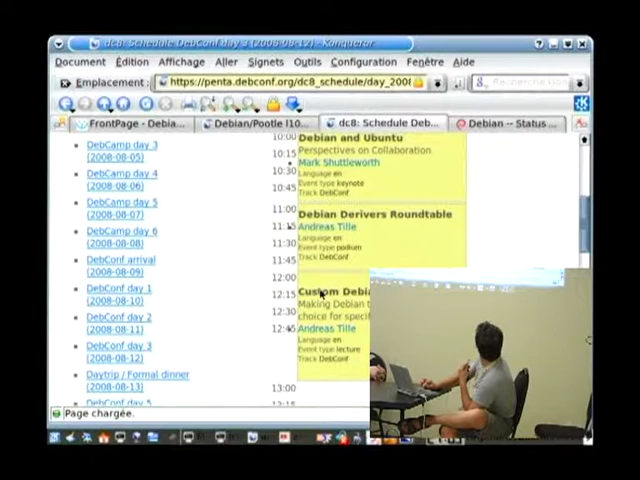 dc8: Schedule DebConf day 3 (2008-08-12) - Konqueror
Document Édition Affichage Aller Signets Outils Configuration Fenêtre Aide
Emplacement : https://penta.debconf.org/dc8_schedule/day_200
FrontPage - Debia... Debian/Pootle [10... dc8: Schedule Deb... Debian -- Status ...
DebCamp day 3
(2008-08-05)
DebCamp day 4
(2008-08-06)
DebCamp day 5
(2008-08-07)
DebCamp day 6
(2008-08-08)
DebConf arrival
(2008-08-09)
DebConf day 1
(2008-08-10)
DebConf day 2
(2008-08-11)
DebConf day 3
(2008-08-12)
Daytrip / Formal dinner
(2008-08-13)
DebConf day 5
10:00
10:15
10:30
10:45
11:00
11:15
11:30
11:45
12:00
12:15
12:30
12:45
13:00
13:15
Debian and Ubuntu
Perspectives on Collaboration
Mark Shuttleworth
Language en
Event type keynote
Track DebConf
Debian Derivers Roundtable
Andreas Tille
Language en
Event type podium
Track DebConf
Custom Debi
Making Debian t
choice for specif
Andreas Tille
Language en
Event type lecture
Track DebConf
Page chargée.